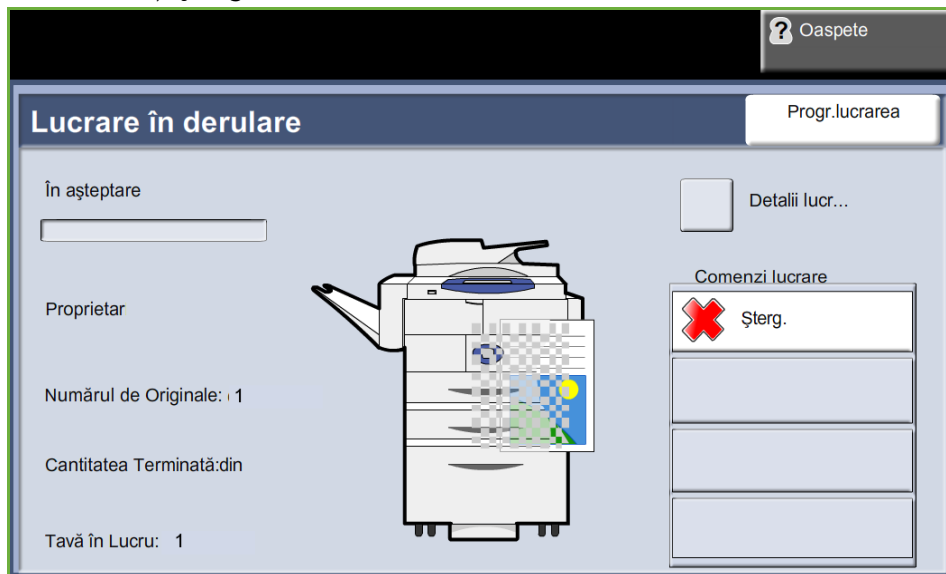 ? Oaspete
Lucrare în derulare
Progr.lucrarea
În aşteptare
Detalii lucr...
Comenzi lucrare
Proprietar
Şterg.
Numărul de Originale: 1
Cantitatea Terminată:din
Tavă în Lucru: 1